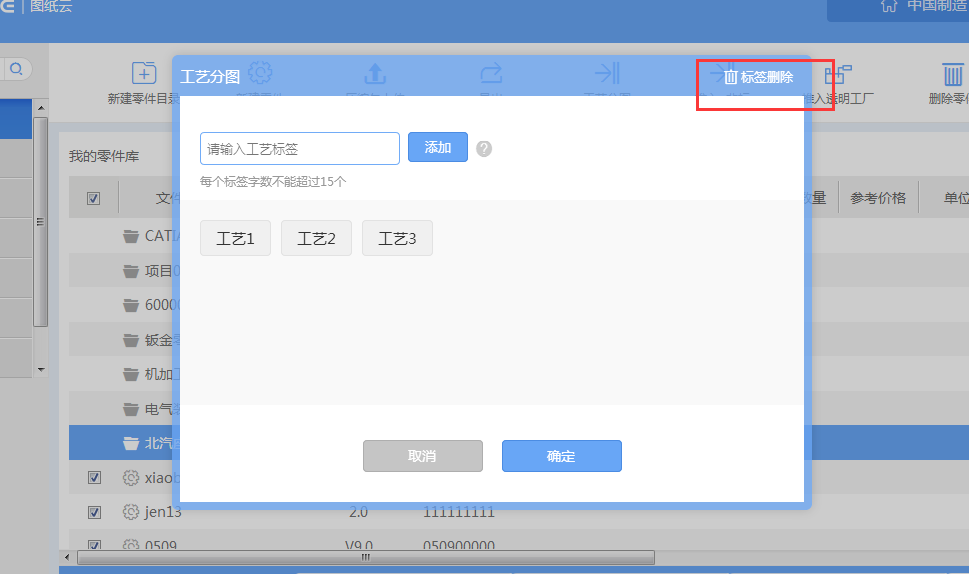 图纸云
中国制造
新建零件目录
工艺分图
标签删除
推入透明工厂
删除零件
我的零件库
请输入工艺标签
添加
?
每个标签字数不能超过15个
文件
数量
参考价格
单位
CATIA
工艺1
工艺2
工艺3
项目
6000
钣金
机加工
电气
北汽
取消
确定
xiaob
jen13
2.0
111111111
0509
V9.0
050900000